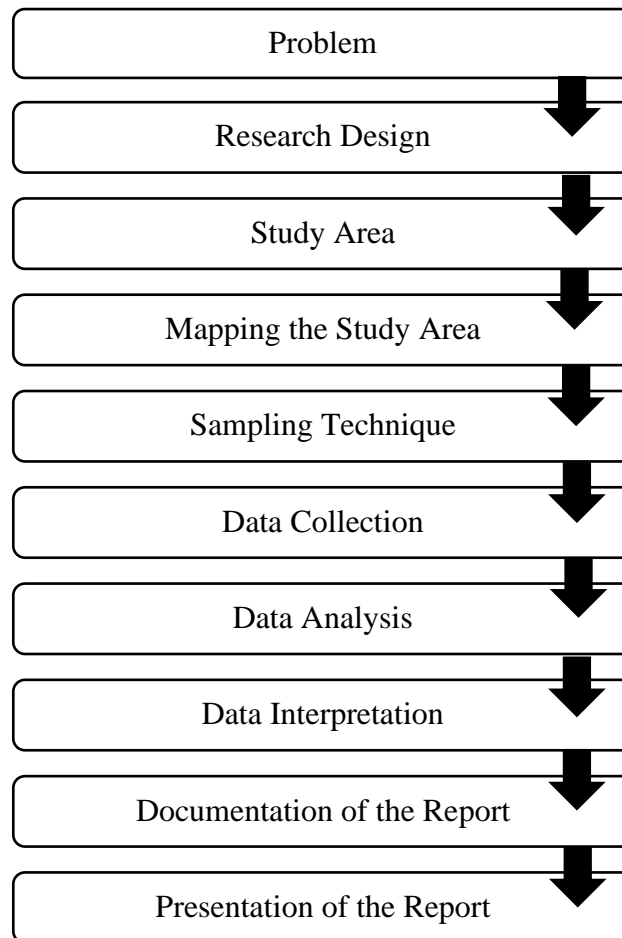 Problem
Research Design
Study Area
Mapping the Study Area
Sampling Technique
Data Collection
Data Analysis
Data Interpretation
Documentation of the Report
Presentation of the Report